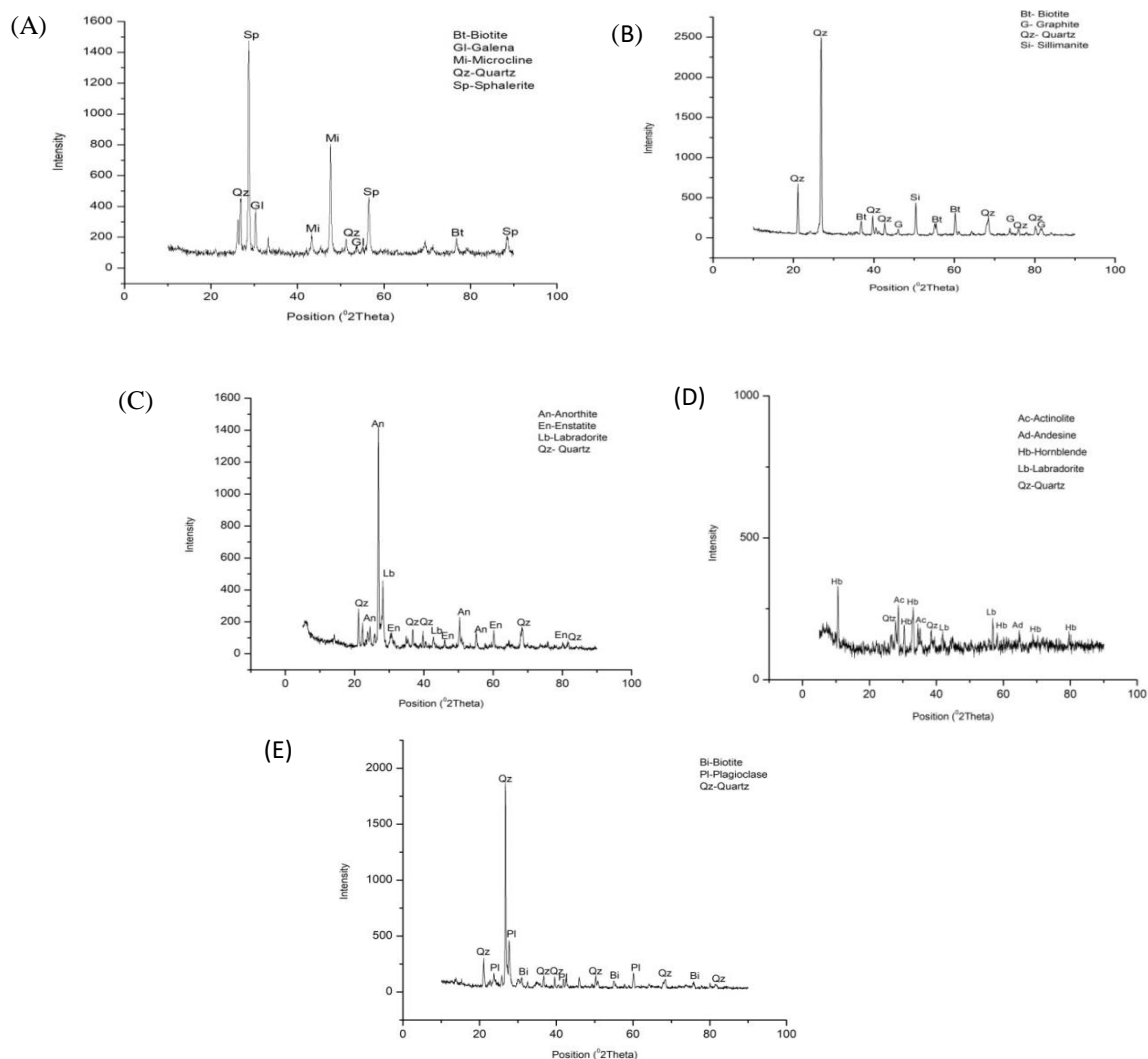 (A)
Bt-Biotite
Gl-Galena
Mi-Microcline
Qz-Quartz
Sp-Sphalerite
Sp
Mi
Qz
Gl
Sp
Mi
Qz
Gl
Bt
Sp
1600
1400
1200
1000
800
600
400
200
0
Intensity
0 20 40 60 80 100
Position (⁰2Theta)
(B)
Bt- Biotite
G- Graphite
Qz- Quartz
Si- Sillimanite
Qz
Qz
Bt
Qz
Qz
G
Si
Bt
Bt
Qz
G
Qz
Qz
G
2500
2000
1500
1000
500
0
Intensity
0 20 40 60 80 100
Position (⁰2Theta)
(C)
An-Anorthite
En-Enstatite
Lb-Labradorite
Qz- Quartz
An
Lb
Qz
An
En
Qz
Qz
Lb
En
An
An
En
Qz
En
Qz
1600
1400
1200
1000
800
600
400
200
0
Intensity
0 20 40 60 80 100
Position (⁰2Theta)
(D)
Ac-Actinolite
Ad-Andesine
Hb-Hornblende
Lb-Labradorite
Qz-Quartz
Hb
Qtz
Ac
Hb
Hb
Ac
Qz
Lb
Lb
Hb
Ad
Hb
Hb
1000
500
0
Intensity
0 20 40 60 80 100
Position (⁰2Theta)
(E)
Bi-Biotite
Pl-Plagioclase
Qz-Quartz
Qz
Pl
Qz
Pl
Bi
Qz
Qz
Pl
Qz
Bi
Pl
Qz
Bi
Qz
2000
1500
1000
500
0
Intensity
0 20 40 60 80 100
Position (⁰2Theta)